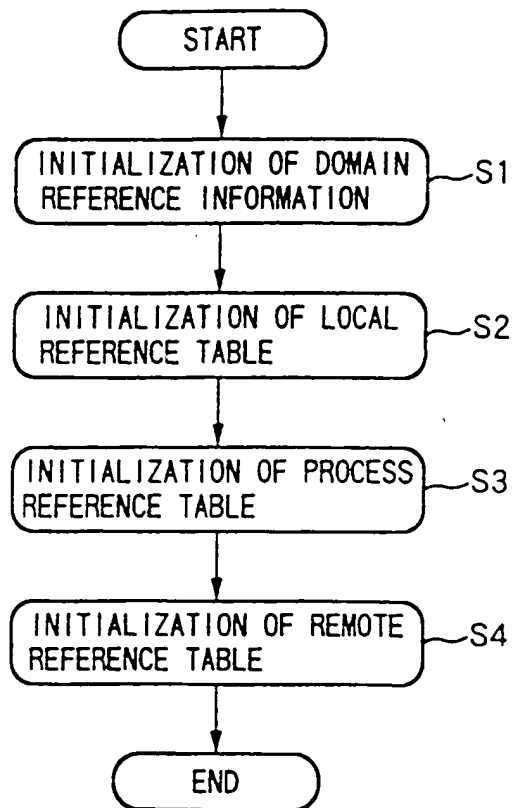 START
INITIALIZATION OF DOMAIN
REFERENCE INFORMATION
S1
INITIALIZATION OF LOCAL
REFERENCE TABLE
S2
INITIALIZATION OF PROCESS
REFERENCE TABLE
S3
INITIALIZATION OF REMOTE
REFERENCE TABLE
S4
END